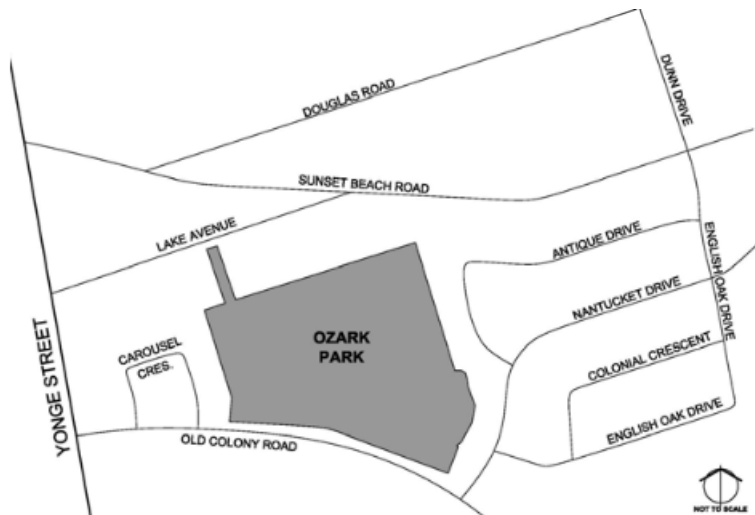 DOUGLAS ROAD
DUNN DRIVE
SUNSET BEACH ROAD
LAKE AVENUE
ANTIQUE DRIVE
ENGLISH OAK DRIVE
NANTUCKET DRIVE
YONGE STREET
OZARK
PARK
CAROUSEL
CRES.
COLONIAL CRESCENT
OLD COLONY ROAD
ENGLISH OAK DRIVE
NOT TO SCALE